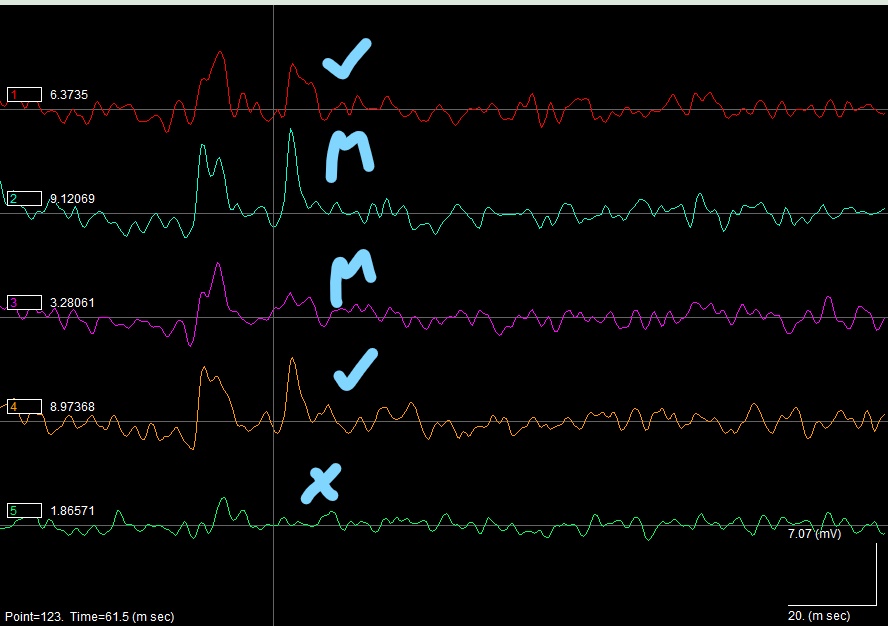 1 6.3735
✓
M
2 9.12069
M
3 3.28061
✓
4 8.97368
x
5 1.86571
7.07 (mV)
20. (m sec)
Point=123. Time=61.5 (m sec)